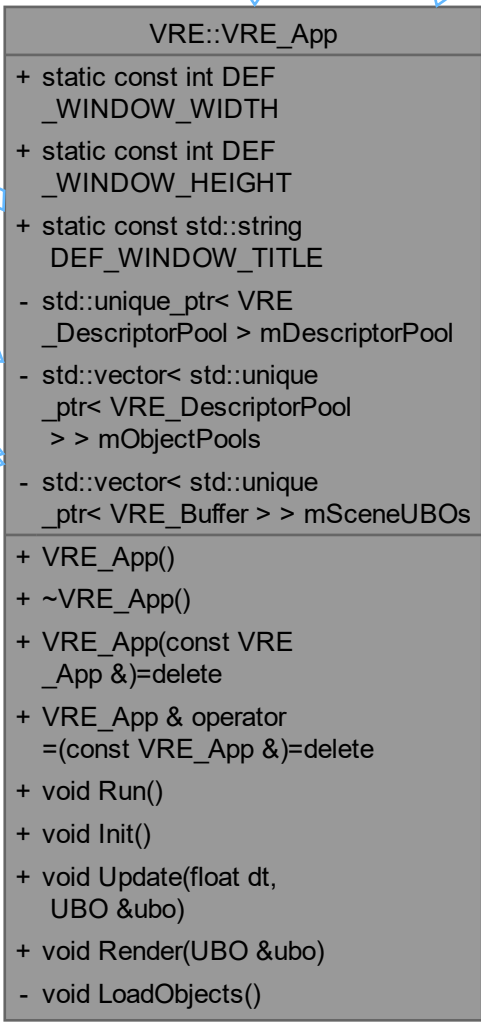 VRE::VRE_App
+ static const int DEF
_WINDOW_WIDTH
+ static const int DEF
_WINDOW_HEIGHT
+ static const std::string
DEF_WINDOW_TITLE
- std::unique_ptr< VRE
_DescriptorPool > mDescriptorPool
- std::vector< std::unique
_ptr< VRE_DescriptorPool
> > mObjectPools
- std::vector< std::unique
_ptr< VRE_Buffer > > mSceneUBOs
+ VRE_App()
+ ~VRE_App()
+ VRE_App(const VRE
_App &)=delete
+ VRE_App & operator
=(const VRE_App &)=delete
+ void Run()
+ void Init()
+ void Update(float dt,
UBO &ubo)
+ void Render(UBO &ubo)
- void LoadObjects()